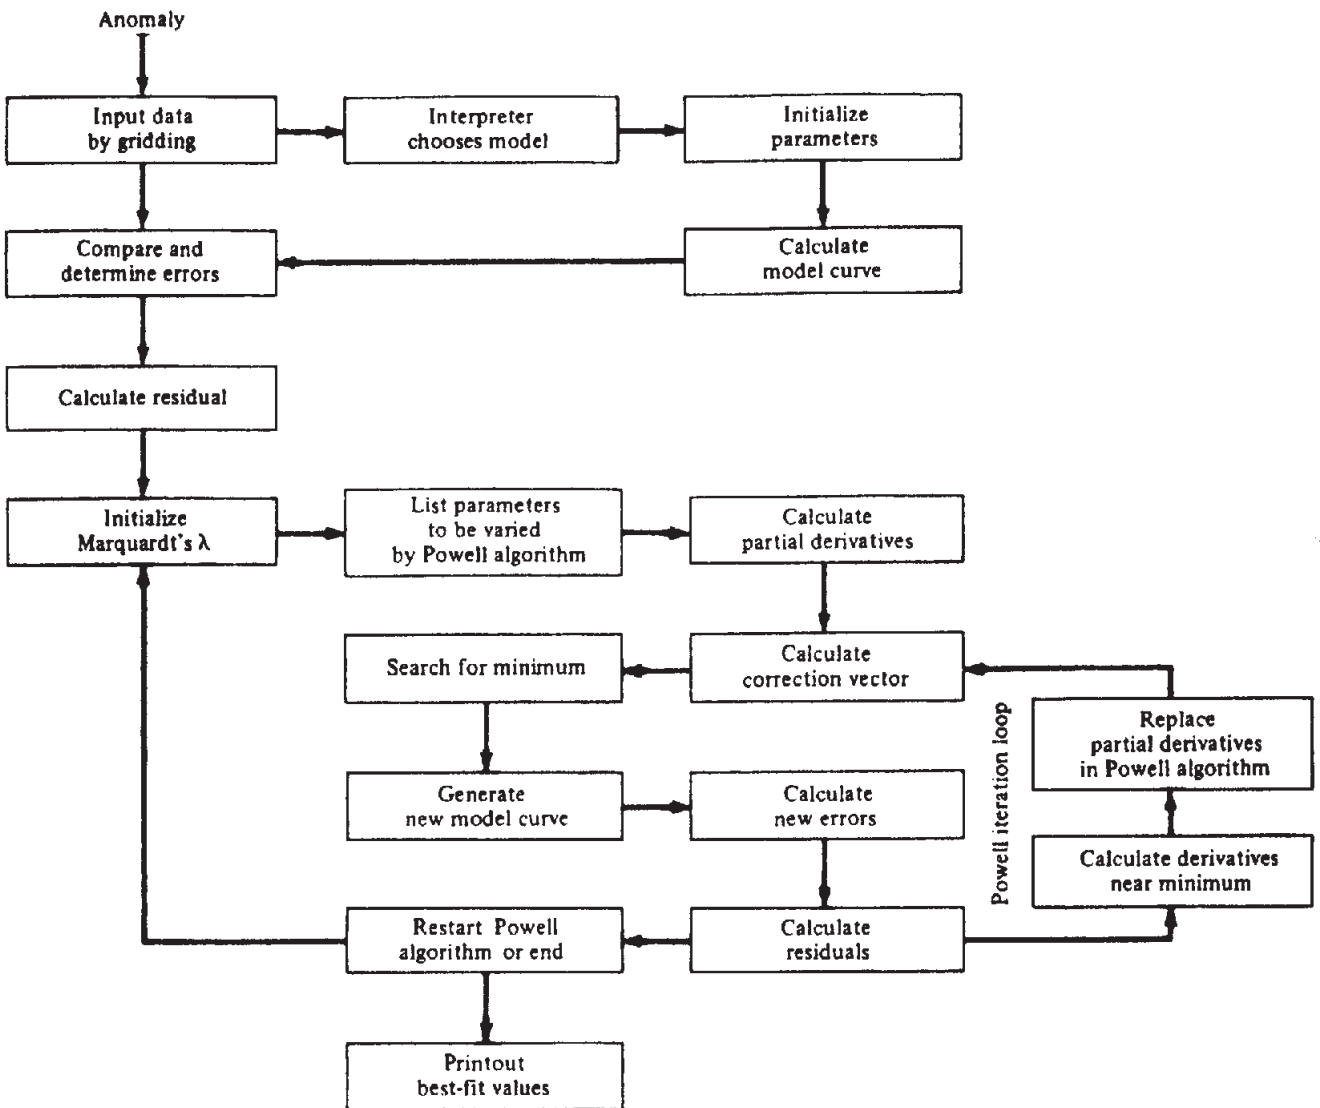 Anomaly
Input data
by gridding
Interpreter
chooses model
Initialize
parameters
Compare and
determine errors
Calculate
model curve
Calculate residual
Initialize
Marquardt's λ
List parameters
to be varied
by Powell algorithm
Calculate
partial derivatives
Search for minimum
Calculate
correction vector
Replace
partial derivatives
in Powell algorithm
Powell iteration loop
Generate
new model curve
Calculate
new errors
Calculate derivatives
near minimum
Restart Powell
algorithm or end
Calculate
residuals
Printout
best-fit values